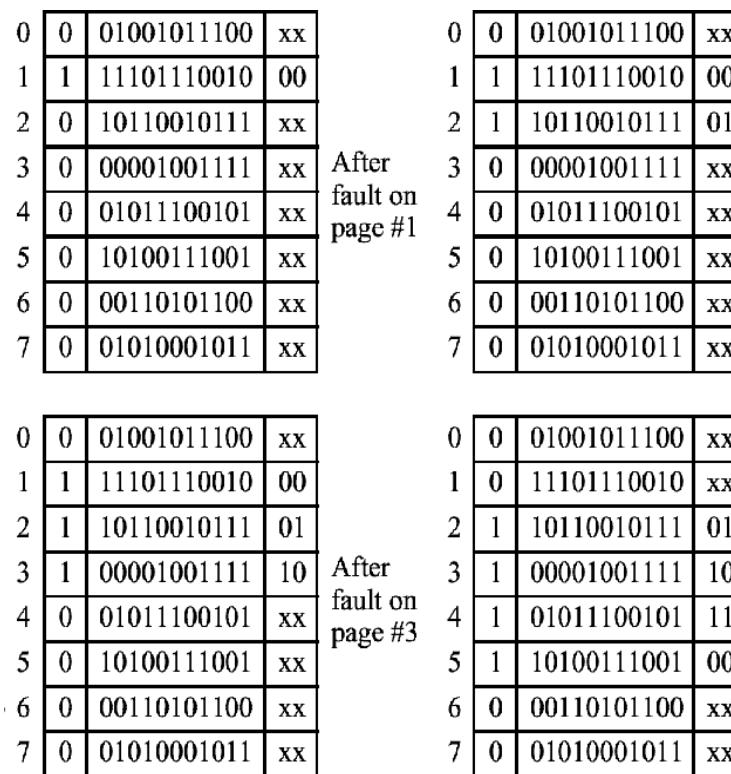 0 0 01001011100 xx
1 1 11101110010 00
2 0 10110010111 xx
3 0 00001001111 xx
4 0 01011100101 xx
5 0 10100111001 xx
6 0 00110101100 xx
7 0 01010001011 xx
After
fault on
page #1
0 0 01001011100 xx
1 1 11101110010 00
2 1 10110010111 01
3 0 00001001111 xx
4 0 01011100101 xx
5 0 10100111001 xx
6 0 00110101100 xx
7 0 01010001011 xx
0 0 01001011100 xx
1 1 11101110010 00
2 1 10110010111 01
3 1 00001001111 10
4 0 01011100101 xx
5 0 10100111001 xx
6 0 00110101100 xx
7 0 01010001011 xx
After
fault on
page #3
0 0 01001011100 xx
1 0 11101110010 xx
2 1 10110010111 01
3 1 00001001111 10
4 1 01011100101 11
5 1 10100111001 00
6 0 00110101100 xx
7 0 01010001011 xx